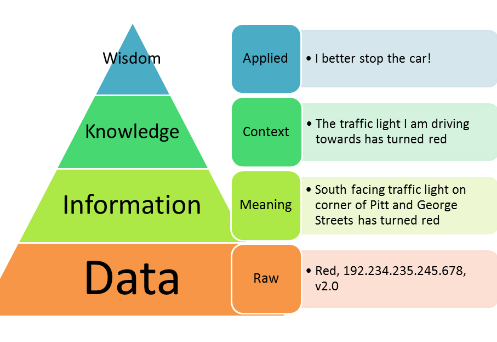 Wisdom
Applied
• I better stop the car!
Knowledge
Context
• The traffic light I am driving
towards has turned red
Information
Meaning
• South facing traffic light on
corner of Pitt and George
Streets has turned red
Data
Raw
• Red, 192.234.235.245.678,
v2.0